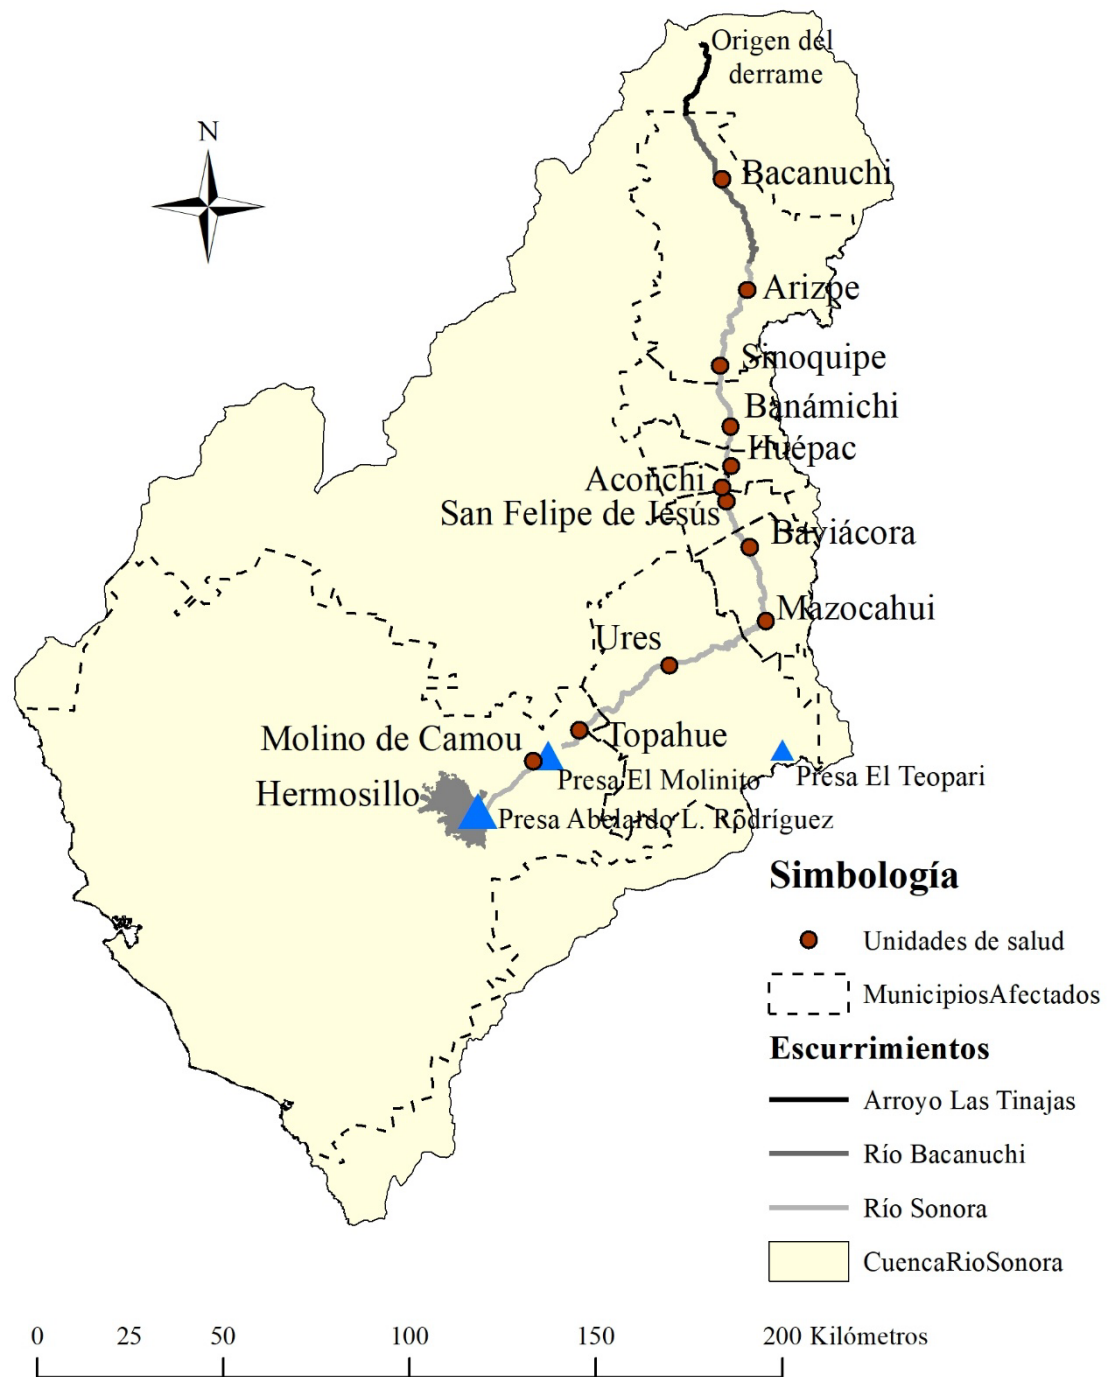 Origen del
derrame
N
Bacanuchi
Arizpe
Sinoquipe
Banámichi
Huépac
Aconchi
San Felipe de Jesús
Baviácora
Mazocahui
Ures
Topahue
Molino de Camou
Presa El Molinito
Presa El Teopari
Hermosillo
Presa Abelardo L. Rodríguez
Simbología
Unidades de salud
MunicipiosAfectados
Escurrimientos
Arroyo Las Tinajas
Río Bacanuchi
Río Sonora
CuencaRioSonora
0 25 50 100 150 200 Kilómetros